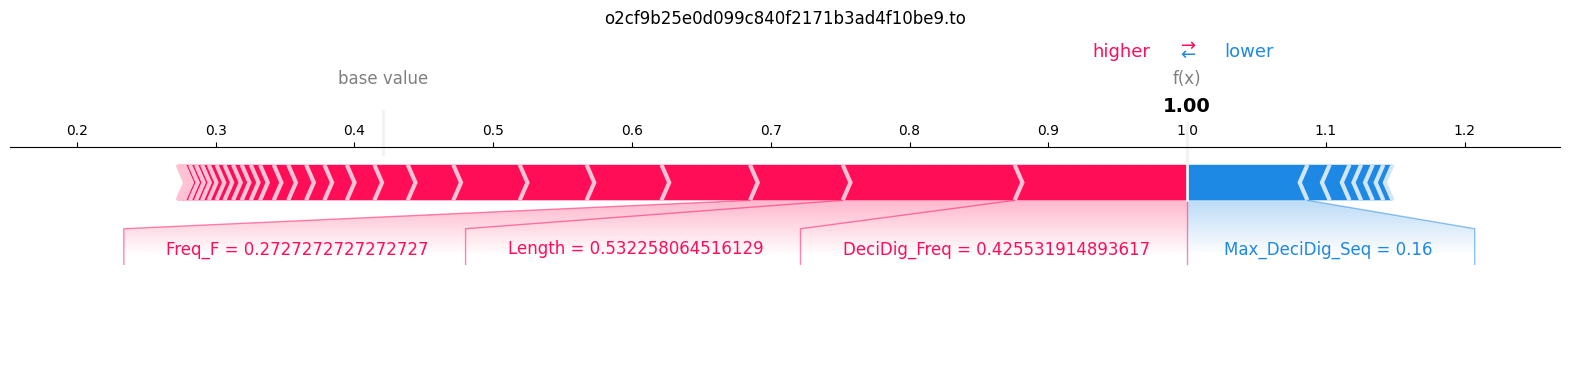 o2cf9b25e0d099c840f2171b3ad4f10be9.to
higher → ← lower
base value f(x)
1.00
0.2 0.3 0.4 0.5 0.6 0.7 0.8 0.9 1.0 1.1 1.2
Freq_F = 0.2727272727272727 Length = 0.532258064516129 DeciDig_Freq = 0.425531914893617 Max_DeciDig_Seq = 0.16